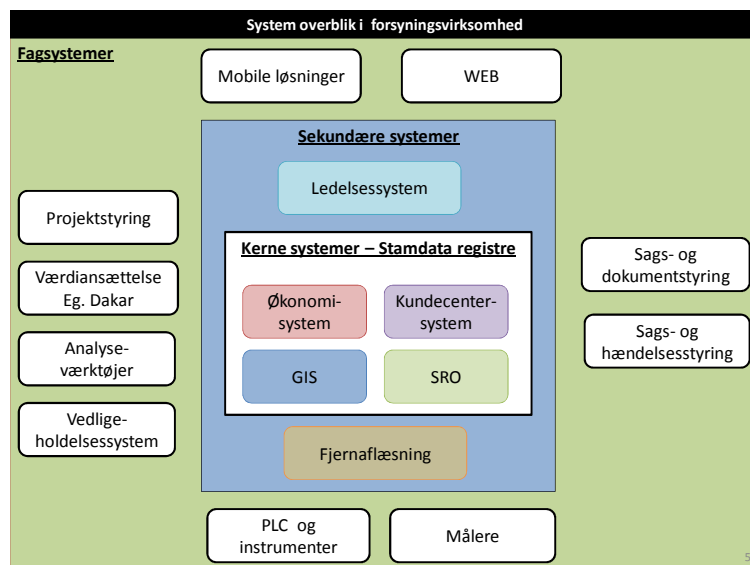 System overblik i forsyningsvirksomhed
Fagsystemer
Mobile løsninger
WEB
Sekundære systemer
Ledelsessystem
Projektstyring
Værdiansættelse
Eg. Dakar
Analyse-
værktøjer
Vedlige-
holdelsessystem
Kerne systemer – Stamdata registre
Økonomi-
system
Kundecenter-
system
GIS
SRO
Fjernaflæsning
Sags- og
dokumentstyring
Sags- og
hændelsesstyring
PLC og
instrumenter
Målere
5